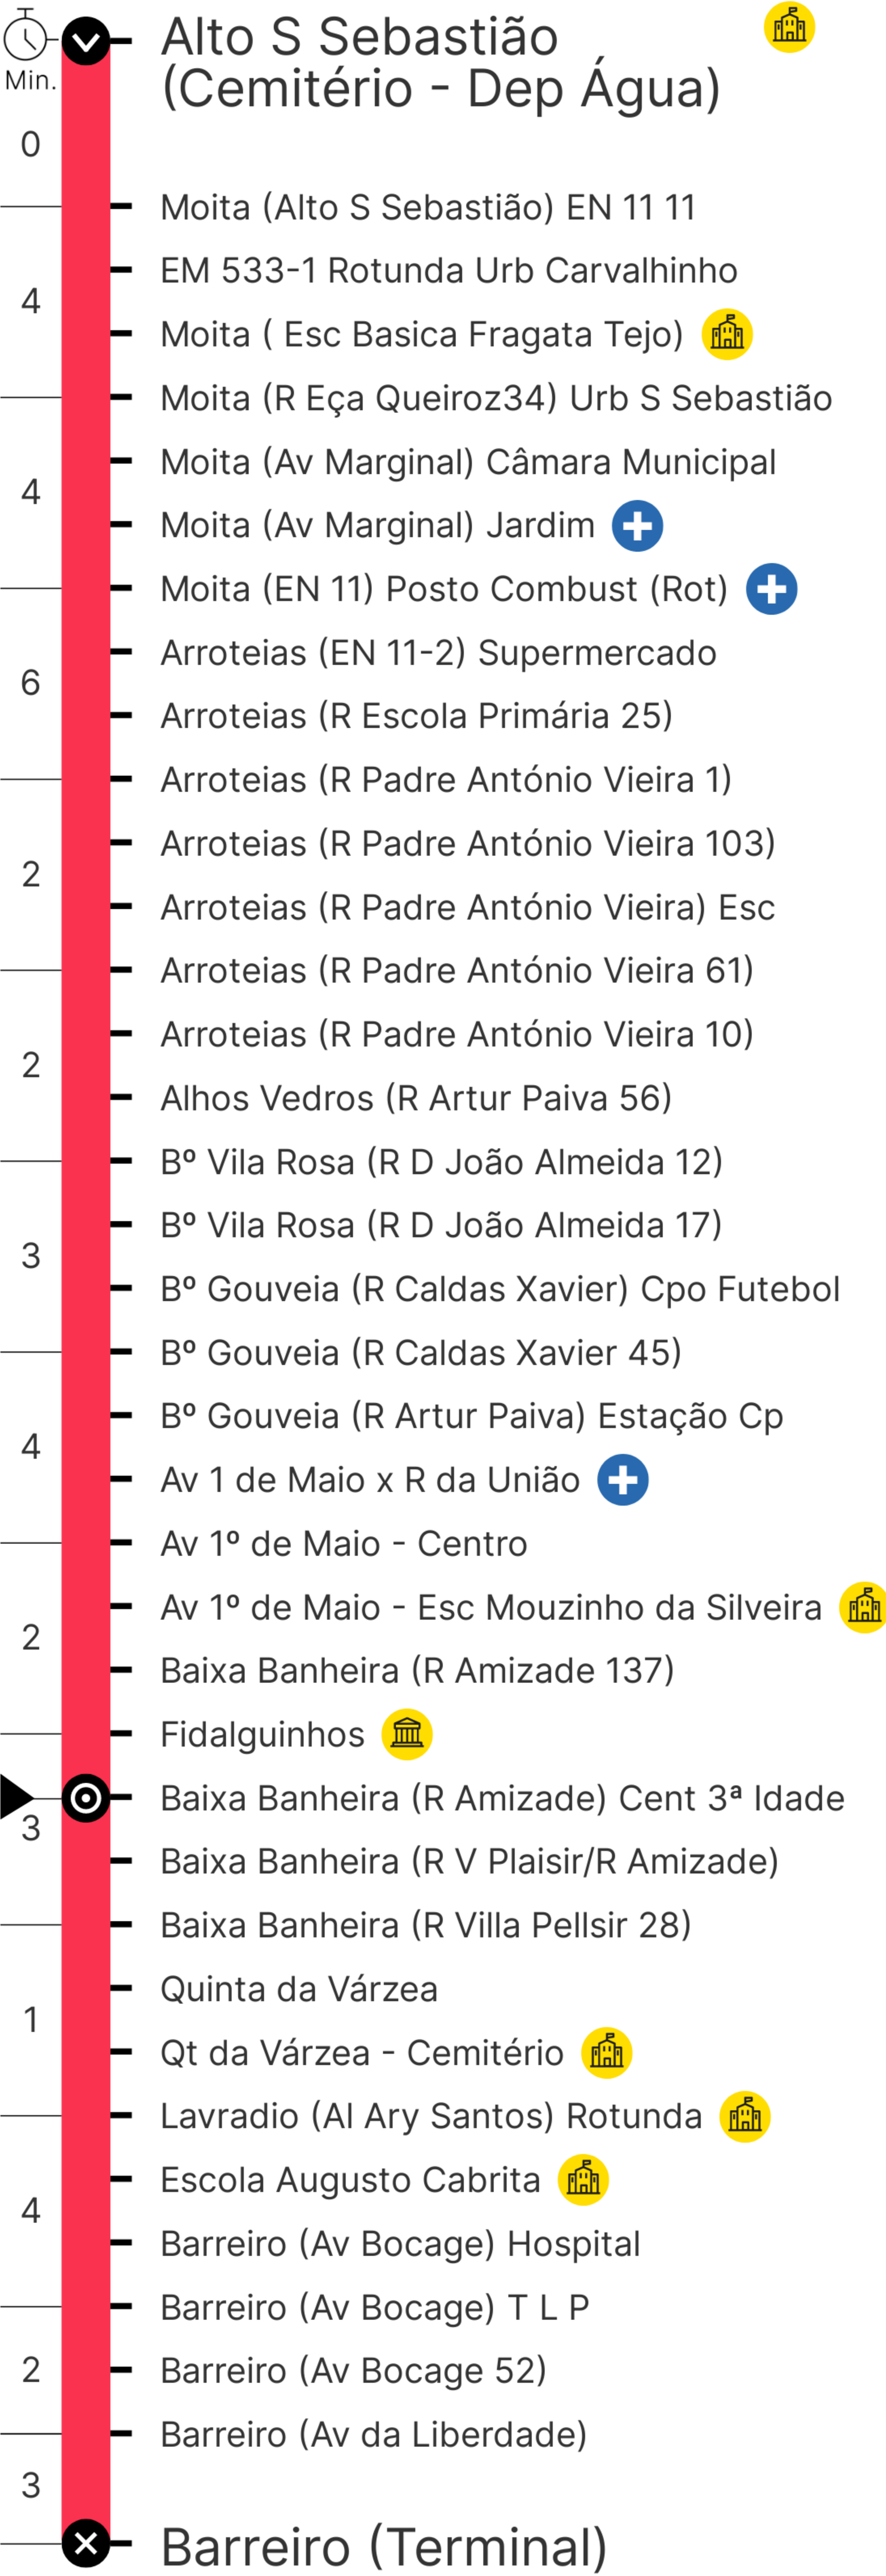 Alto S Sebastião
(Cemitério - Dep Água)
Min.
0
Moita (Alto S Sebastião) EN 11 11
EM 533-1 Rotunda Urb Carvalhinho
4
Moita ( Esc Basica Fragata Tejo)
Moita (R Eça Queiroz34) Urb S Sebastião
Moita (Av Marginal) Câmara Municipal
4
Moita (Av Marginal) Jardim
Moita (EN 11) Posto Combust (Rot)
Arroteias (EN 11-2) Supermercado
6
Arroteias (R Escola Primária 25)
Arroteias (R Padre António Vieira 1)
Arroteias (R Padre António Vieira 103)
2
Arroteias (R Padre António Vieira) Esc
Arroteias (R Padre António Vieira 61)
Arroteias (R Padre António Vieira 10)
2
Alhos Vedros (R Artur Paiva 56)
Bº Vila Rosa (R D João Almeida 12)
Bº Vila Rosa (R D João Almeida 17)
3
Bº Gouveia (R Caldas Xavier) Cpo Futebol
Bº Gouveia (R Caldas Xavier 45)
Bº Gouveia (R Artur Paiva) Estação Cp
4
Av 1 de Maio x R da União
Av 1º de Maio - Centro
Av 1º de Maio - Esc Mouzinho da Silveira
2
Baixa Banheira (R Amizade 137)
Fidalguinhos
Baixa Banheira (R Amizade) Cent 3ª Idade
3
Baixa Banheira (R V Plaisir/R Amizade)
Baixa Banheira (R Villa Pellsir 28)
Quinta da Várzea
1
Qt da Várzea - Cemitério
Lavradio (Al Ary Santos) Rotunda
Escola Augusto Cabrita
4
Barreiro (Av Bocage) Hospital
Barreiro (Av Bocage) T L P
2
Barreiro (Av Bocage 52)
Barreiro (Av da Liberdade)
3
Barreiro (Terminal)